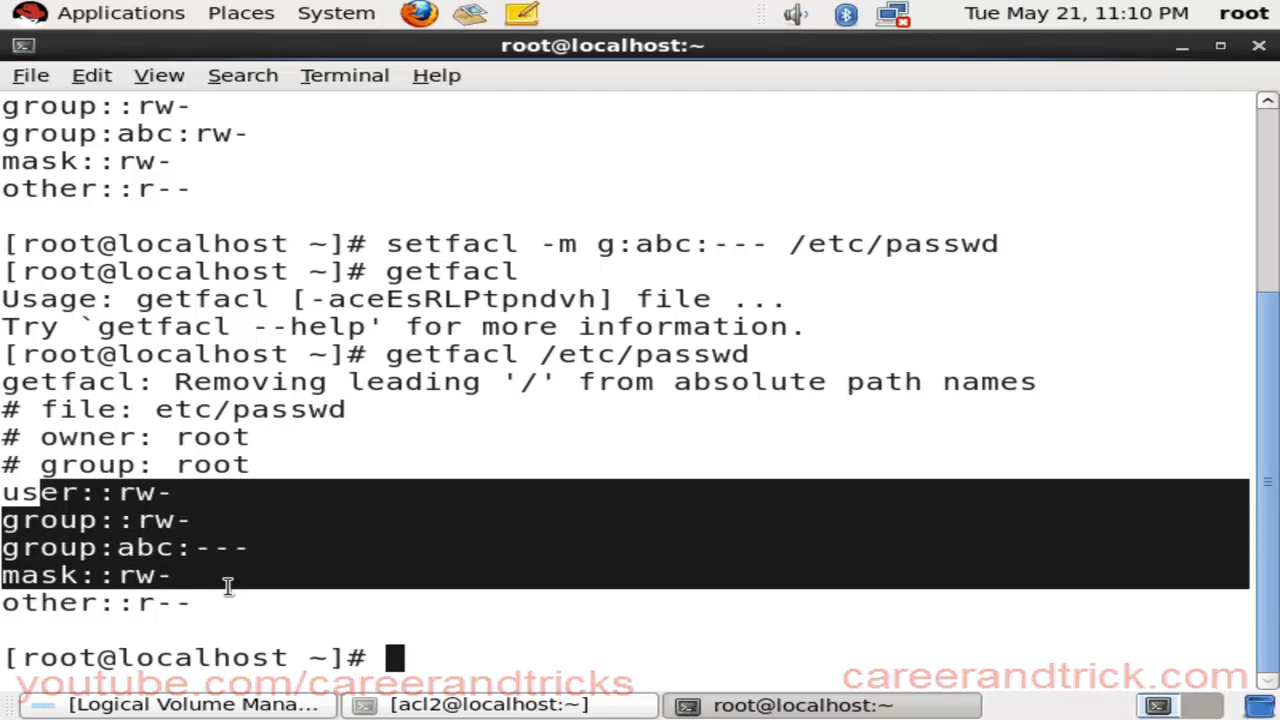 Applications Places System Tue May 21, 11:10 PM root
root@localhost:~
File Edit View Search Terminal Help
group::rw-
group:abc:rw-
mask::rw-
other::r--
[root@localhost ~]# setfacl -m g:abc:--- /etc/passwd
[root@localhost ~]# getfacl
Usage: getfacl [-aceEsRLPtpndvh] file ...
Try `getfacl --help' for more information.
[root@localhost ~]# getfacl /etc/passwd
getfacl: Removing leading '/' from absolute path names
# file: etc/passwd
# owner: root
# group: root
user::rw-
group::rw-
group:abc:---
mask::rw-
other::r--
[root@localhost ~]#
youtube.com/careerandtricks careerandtrick.com
[Logical Volume Mana... [acl2@localhost:~] root@localhost:~